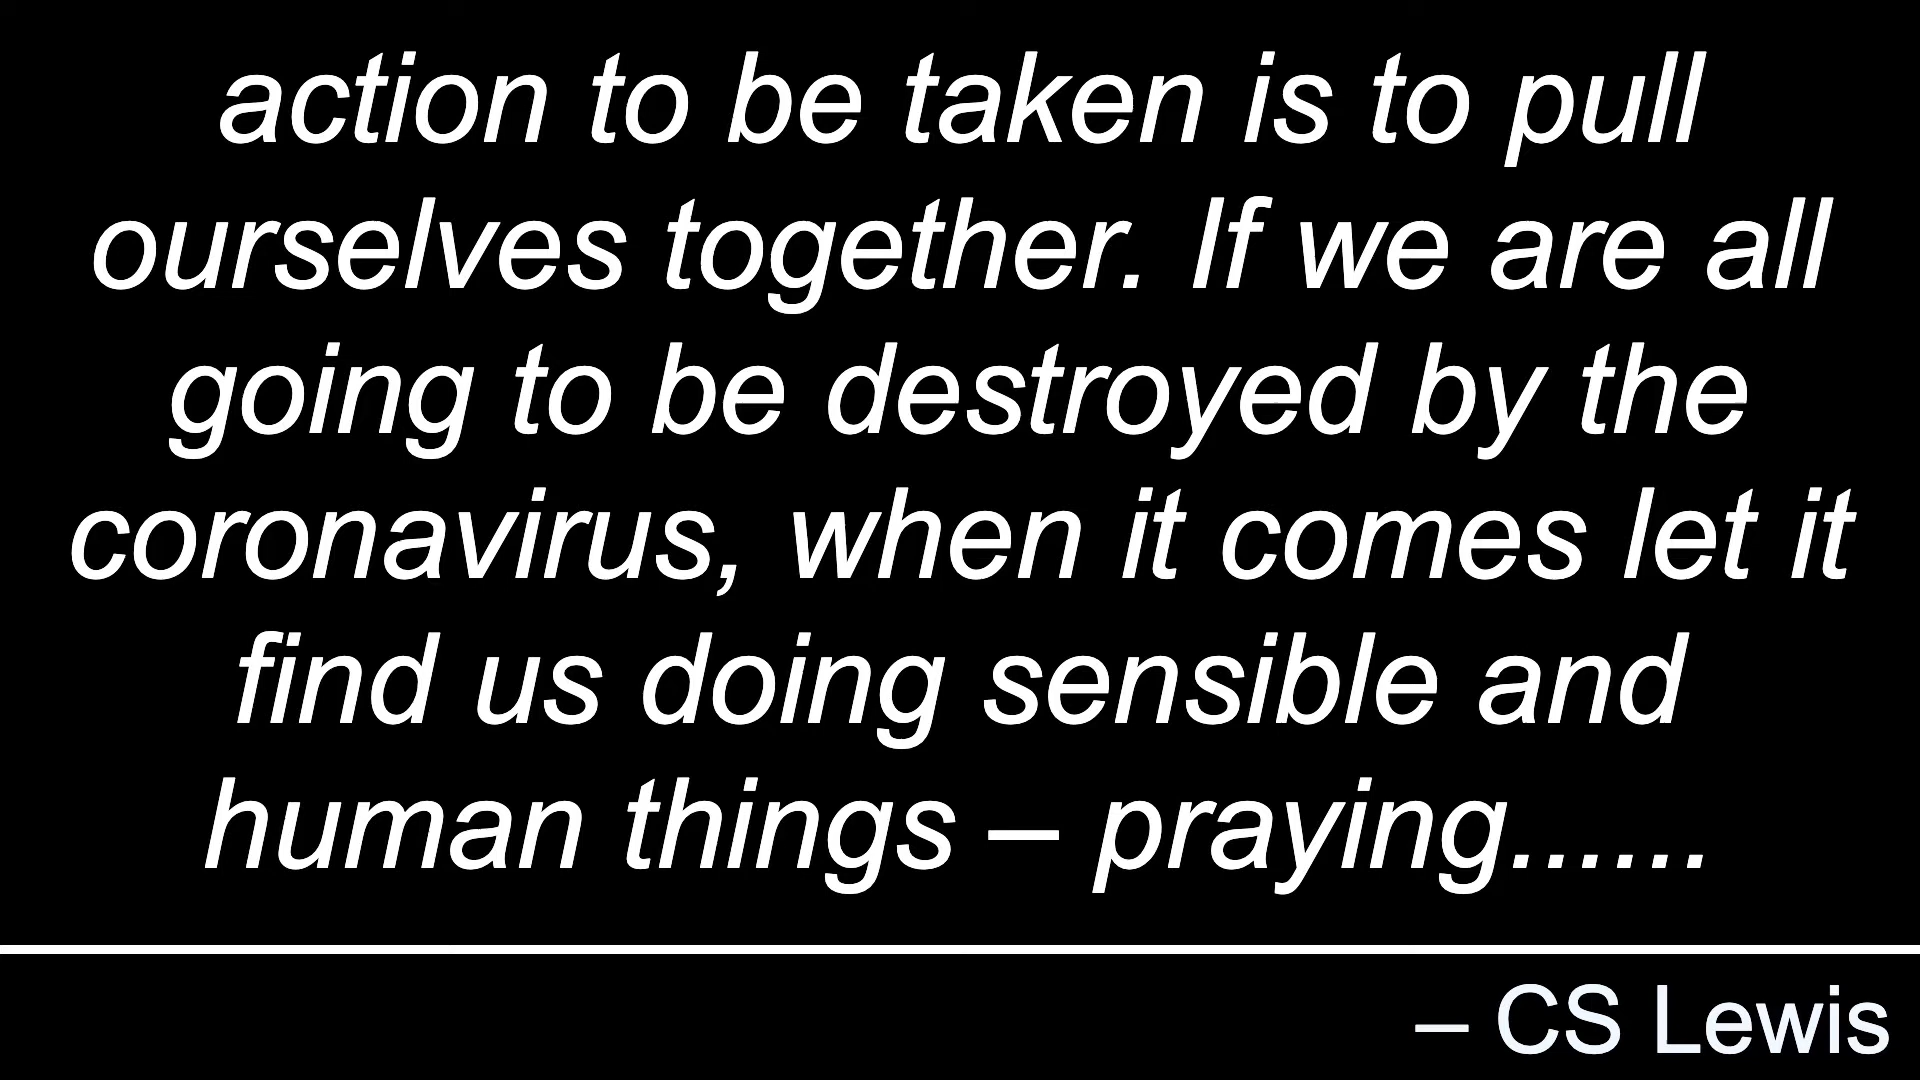 action to be taken is to pull
ourselves together. If we are all
going to be destroyed by the
coronavirus, when it comes let it
find us doing sensible and
human things – praying......
– CS Lewis